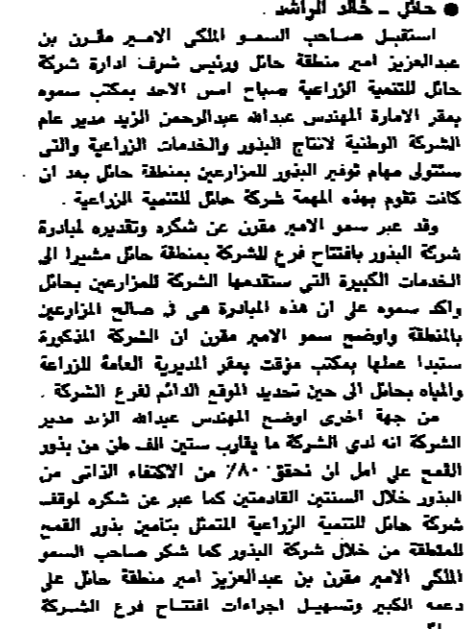 ● حائل ـ خالد الراشد .
استقبل صاحب السمو الملكي الامير مقرن بن
عبدالعزيز امير منطقة حائل ورئيس شرف ادارة شركة
حائل للتنمية الزراعية صباح امس الاحد بمكتب سموه
بمقر الامارة المهندس عبدالله عبدالرحمن الزيد مدير عام
الشركة الوطنية لانتاج البذور والخدمات الزراعية والتى
ستتولى مهام توفير البذور للمزارعين بمنطقة حائل بعد ان
كانت تقوم بهذه المهمة شركة حائل للتنمية الزراعية .
وقد عبر سمو الامير مقرن عن شكره وتقديره لمبادرة
شركة البذور بافتتاح فرع للشركة بمنطقة حائل مشيرا الى
الخدمات الكبيرة التى ستقدمها الشركة للمزارعين بحائل
واكد سموه على ان هذه المبادرة هى فى صالح المزارعين
بالمنطقة واوضح سمو الامير مقرن ان الشركة المذكورة
ستبدا عملها بمكتب مؤقت بمقر المديرية العامة للزراعة
والمياه بحائل الى حين تحديد الموقع الدائم لفرع الشركة .
من جهة اخرى اوضح المهندس عبدالله الزيد مدير
الشركة انه لدى الشركة ما يقارب ستين الف طن من بذور
القمح على امل ان نحقق ٨٠٪ من الاكتفاء الذاتى من
البذور خلال السنتين القادمتين كما عبر عن شكره لموقف
شركة حائل للتنمية الزراعية المتمثل بتامين بذور القمح
للمنطقة من خلال شركة البذور كما شكر صاحب السمو
الملكي الامير مقرن بن عبدالعزيز امير منطقة حائل على
دعمه الكبير وتسهيل اجراءات افتتاح فرع الشركة